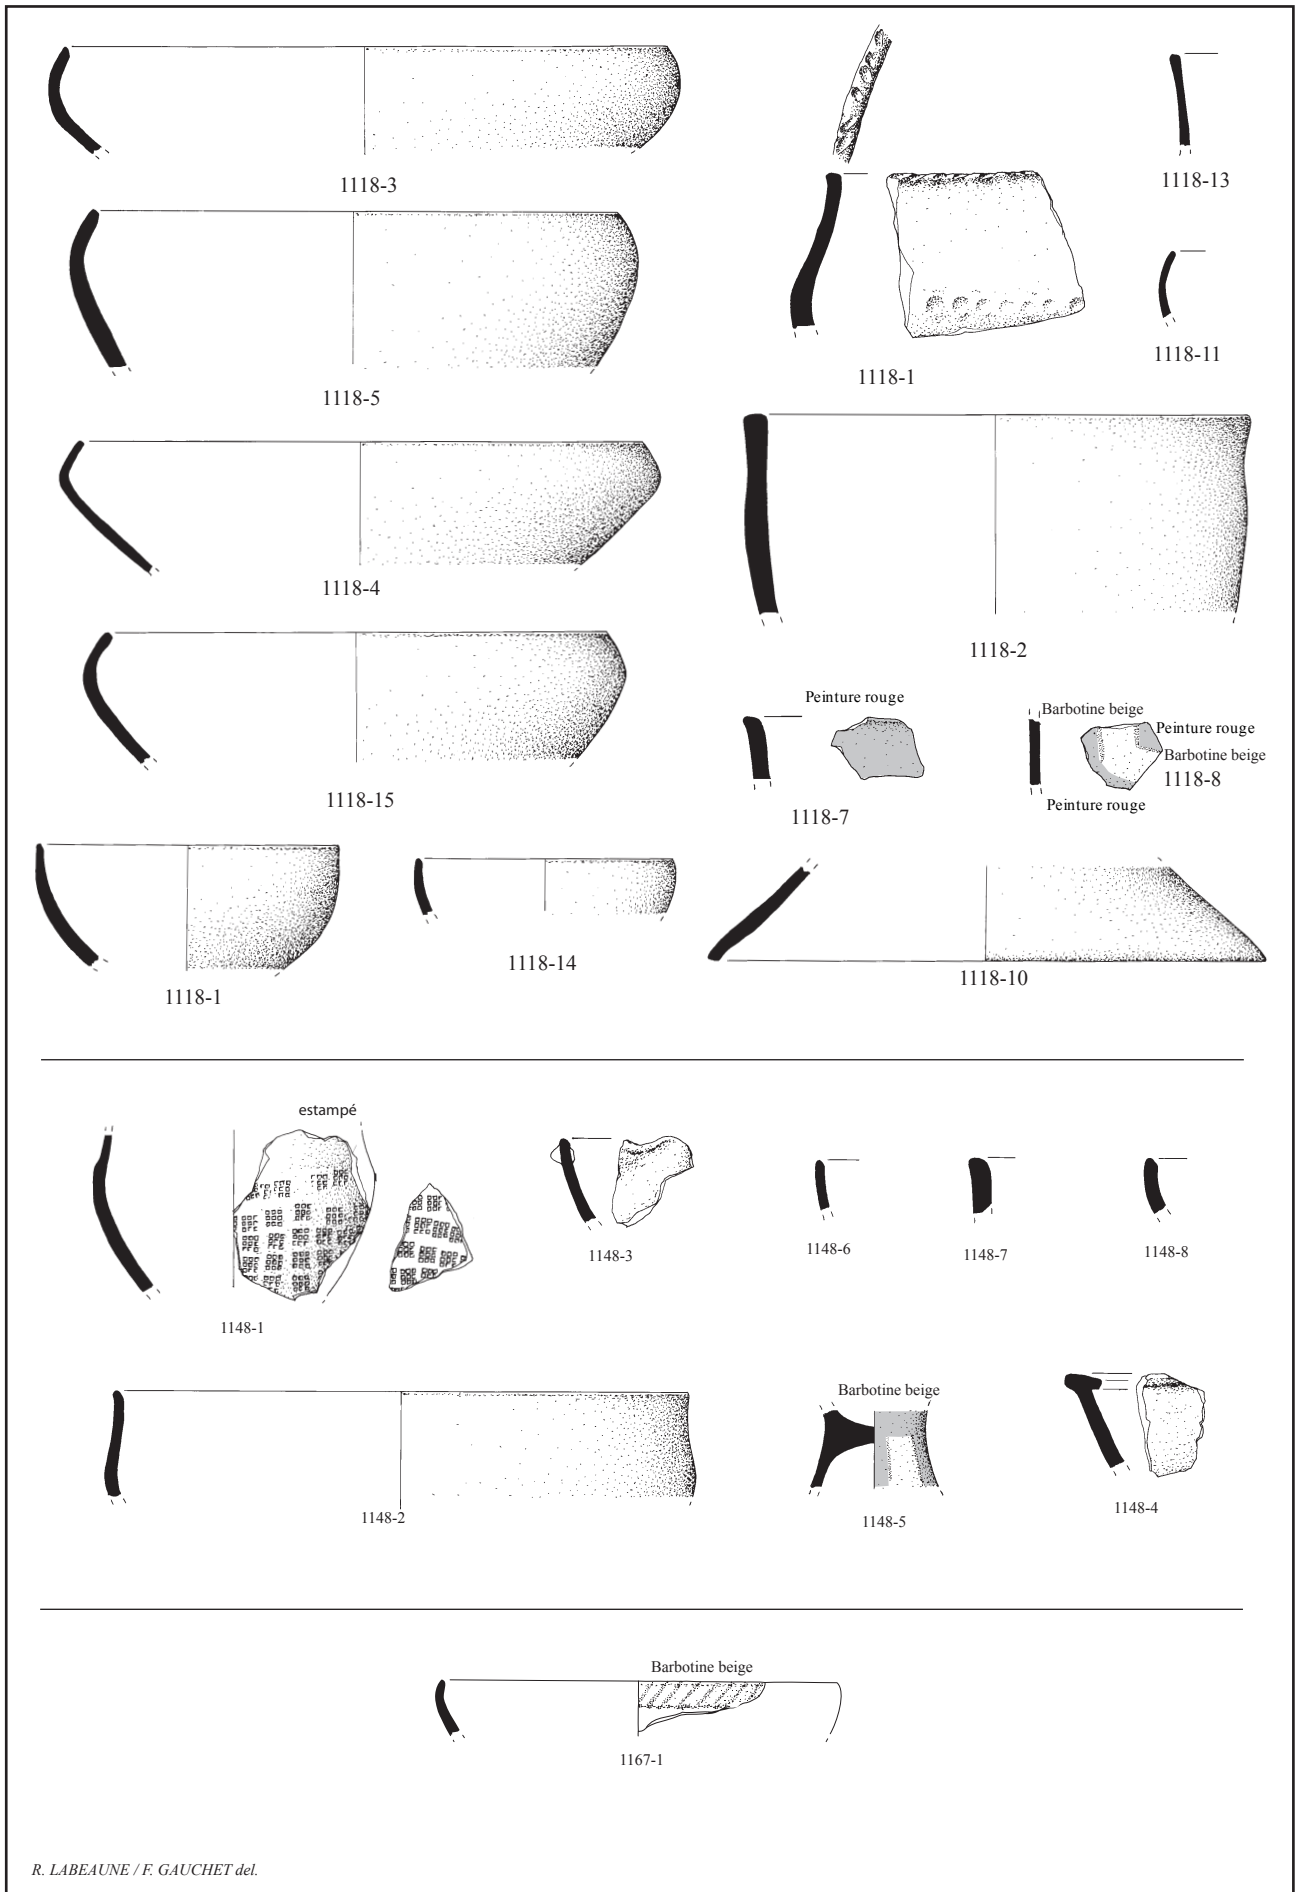 1118-3
1118-13
1118-5
1118-11
1118-1
1118-4
1118-2
1118-15
Peinture rouge
1118-7
Barbotine beige
Peinture rouge
Barbotine beige
1118-8
Peinture rouge
1118-1
1118-14
1118-10
estampé
1148-1
1148-3
1148-6
1148-7
1148-8
1148-2
Barbotine beige
1148-5
1148-4
Barbotine beige
1167-1
R. LABEAUNE / F. GAUCHET del.